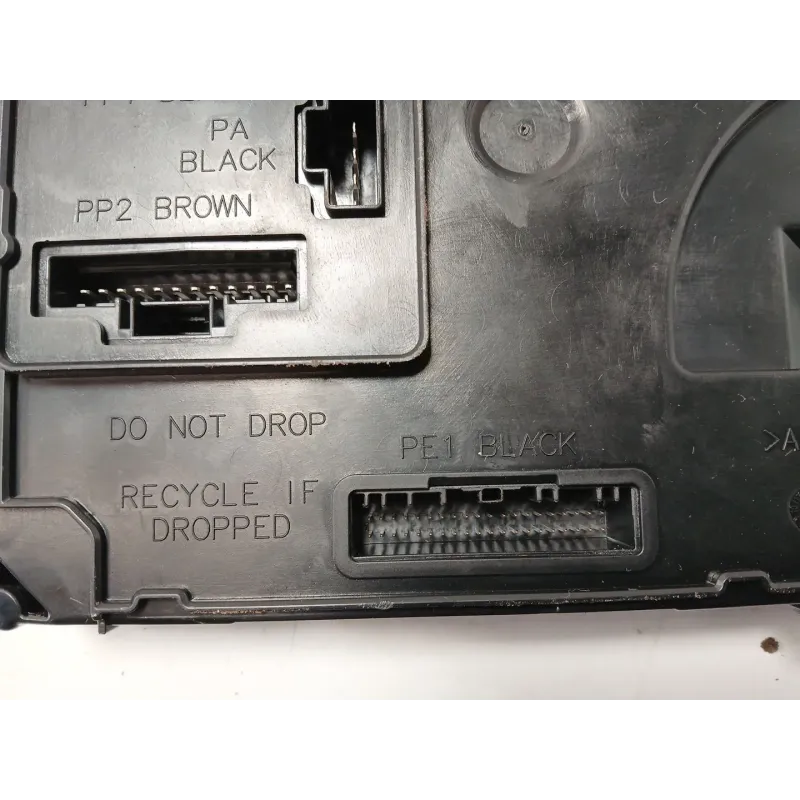 PA
BLACK
PP2 BROWN
DO NOT DROP
PE1 BLACK
>A
RECYCLE IF
DROPPED